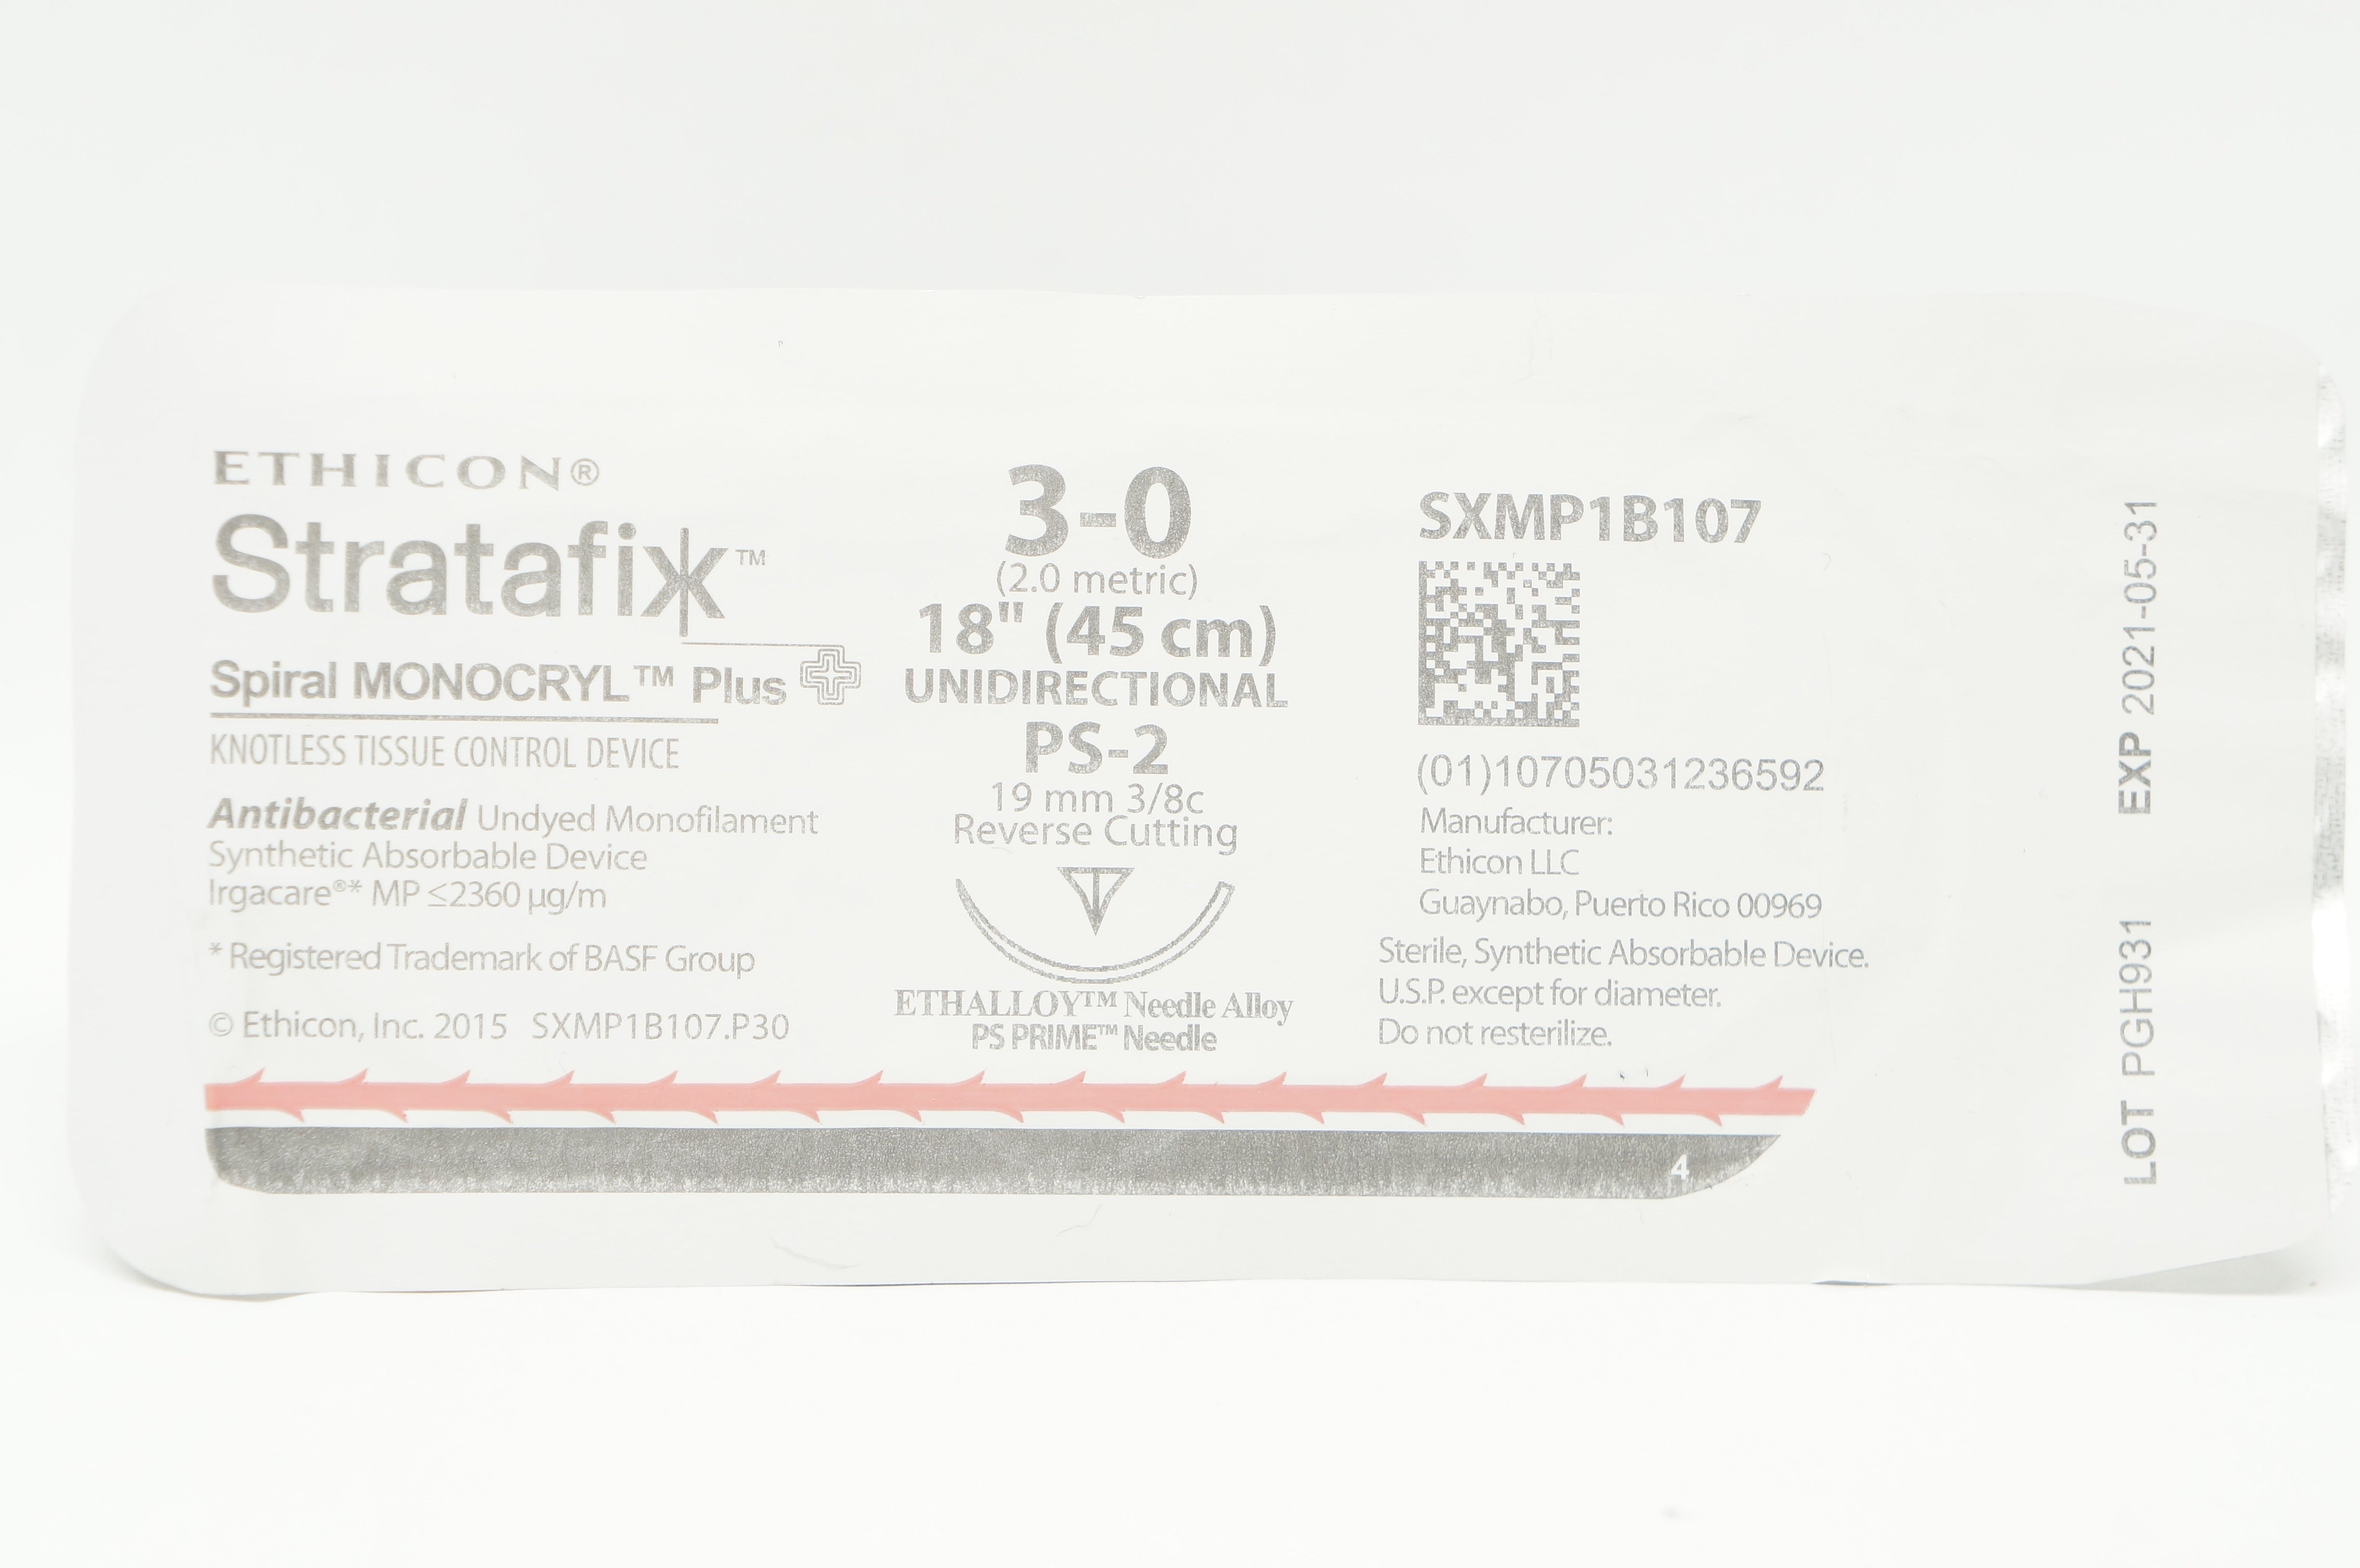 ETHICON®
Stratafix™
Spiral MONOCRYL™ Plus
KNOTLESS TISSUE CONTROL DEVICE
Antibacterial Undyed Monofilament
Synthetic Absorbable Device
Irgacare®* MP ≤2360 µg/m
* Registered Trademark of BASF Group
© Ethicon, Inc. 2015 SXMP1B107.P30
3-0
(2.0 metric)
18" (45 cm)
UNIDIRECTIONAL
PS-2
19 mm 3/8c
Reverse Cutting
ETHALLOY™ Needle Alloy
PS PRIME™ Needle
SXMP1B107
(01)10705031236592
Manufacturer:
Ethicon LLC
Guaynabo, Puerto Rico 00969
Sterile, Synthetic Absorbable Device.
U.S.P. except for diameter.
Do not resterilize.
4
LOT PGH931 EXP 2021-05-31